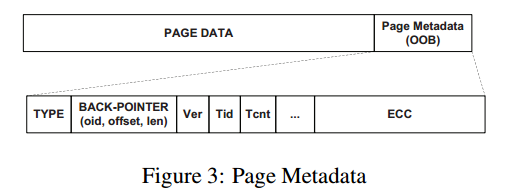 PAGE DATA
Page Metadata
(OOB)
TYPE
BACK-POINTER
(oid, offset, len)
Ver
Tid
Tcnt
...
ECC
Figure 3: Page Metadata